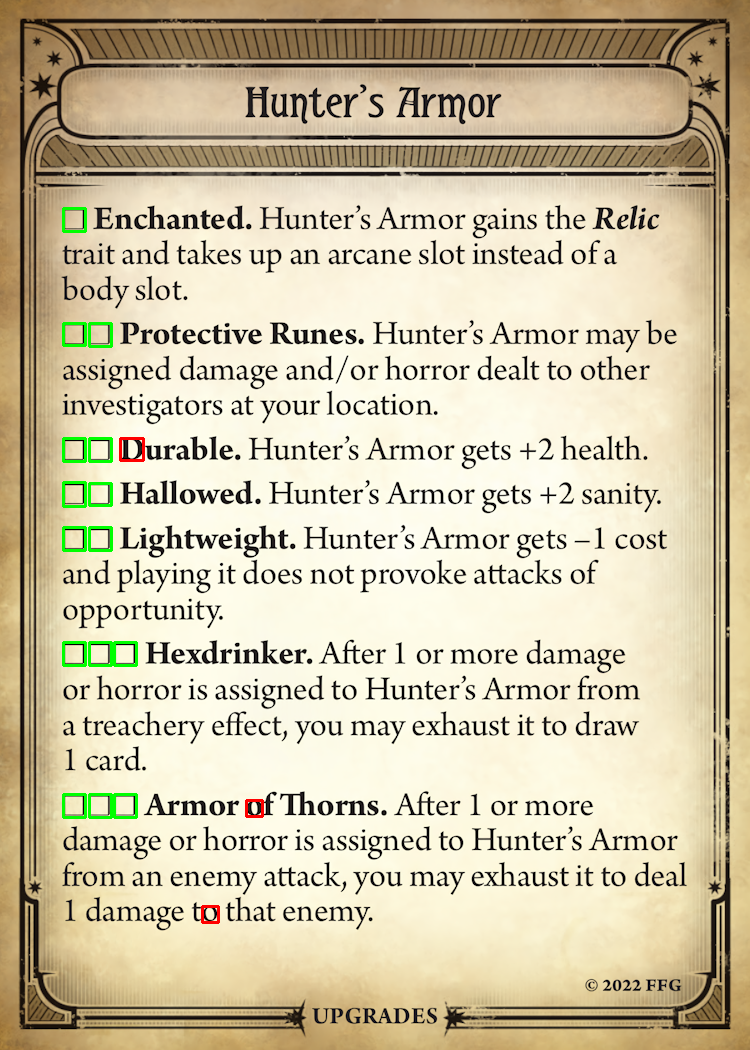 Hunter's Armor
□ Enchanted. Hunter's Armor gains the Relic
trait and takes up an arcane slot instead of a
body slot.
□□ Protective Runes. Hunter's Armor may be
assigned damage and/or horror dealt to other
investigators at your location.
□□ Durable. Hunter's Armor gets +2 health.
□□ Hallowed. Hunter's Armor gets +2 sanity.
□□ Lightweight. Hunter's Armor gets –1 cost
and playing it does not provoke attacks of
opportunity.
□□□ Hexdrinker. After 1 or more damage
or horror is assigned to Hunter's Armor from
a treachery effect, you may exhaust it to draw
1 card.
□□□ Armor of Thorns. After 1 or more
damage or horror is assigned to Hunter's Armor
from an enemy attack, you may exhaust it to deal
1 damage to that enemy.
© 2022 FFG
UPGRADES